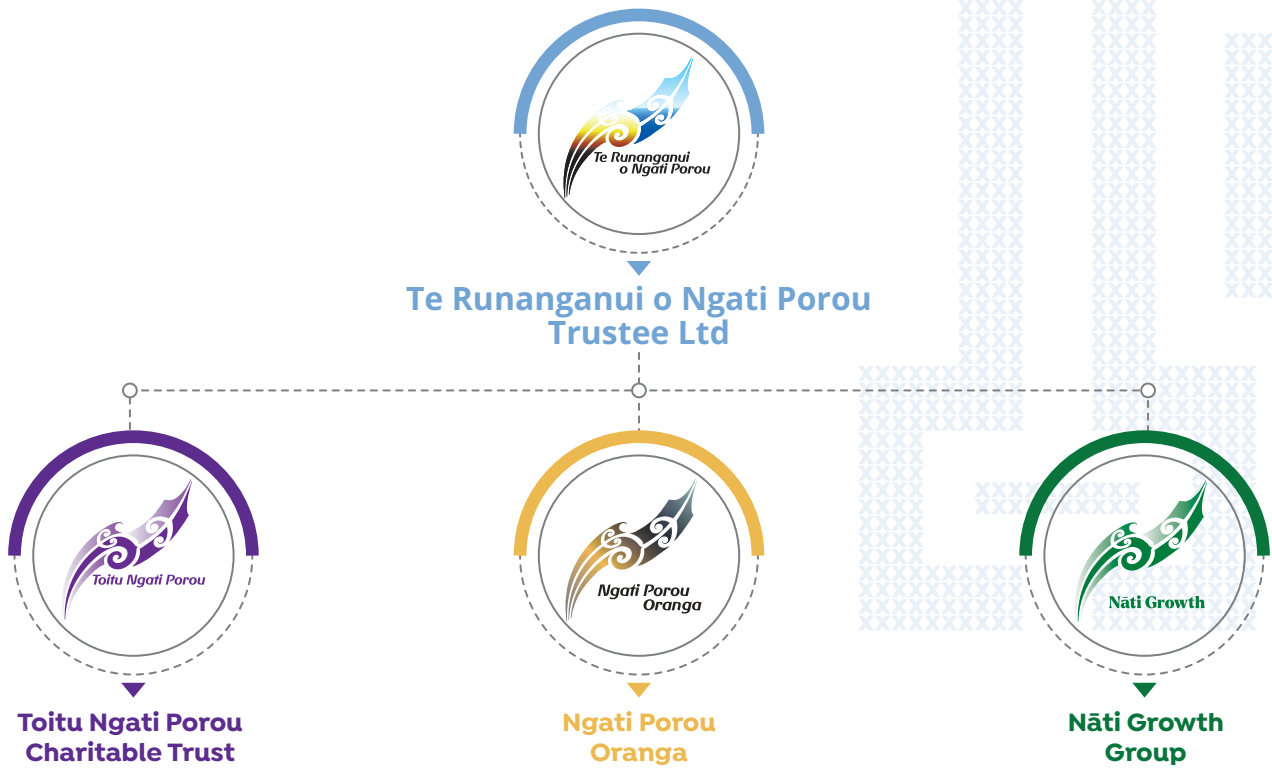 Te Runanganui
o Ngati Porou
Te Runanganui o Ngati Porou
Trustee Ltd
Toitu Ngati Porou
Ngati Porou
Oranga
Nāti Growth
Toitu Ngati Porou
Charitable Trust
Ngati Porou
Oranga
Nāti Growth
Group